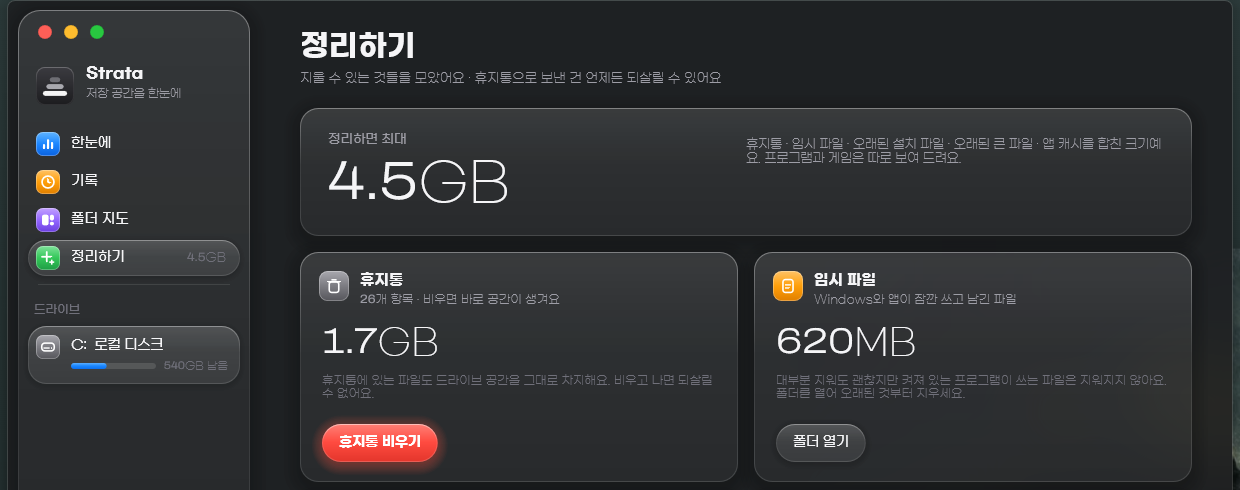 Strata
저장 공간을 한눈에
한눈에
기록
폴더 지도
정리하기 4.5GB
드라이브
C: 로컬 디스크
540GB 남음
정리하기
지울 수 있는 것들을 모았어요 · 휴지통으로 보낸 건 언제든 되살릴 수 있어요
정리하면 최대
4.5GB
휴지통 · 임시 파일 · 오래된 설치 파일 · 오래된 큰 파일 · 앱 캐시를 합친 크기예
요. 프로그램과 게임은 따로 보여 드려요.
휴지통
26개 항목 · 비우면 바로 공간이 생겨요
1.7GB
휴지통에 있는 파일도 드라이브 공간을 그대로 차지해요. 비우고 나면 되살릴
수 없어요.
휴지통 비우기
임시 파일
Windows와 앱이 잠깐 쓰고 남긴 파일
620MB
대부분 지워도 괜찮지만 켜져 있는 프로그램이 쓰는 파일은 지워지지 않아요.
폴더를 열어 오래된 것부터 지우세요.
폴더 열기